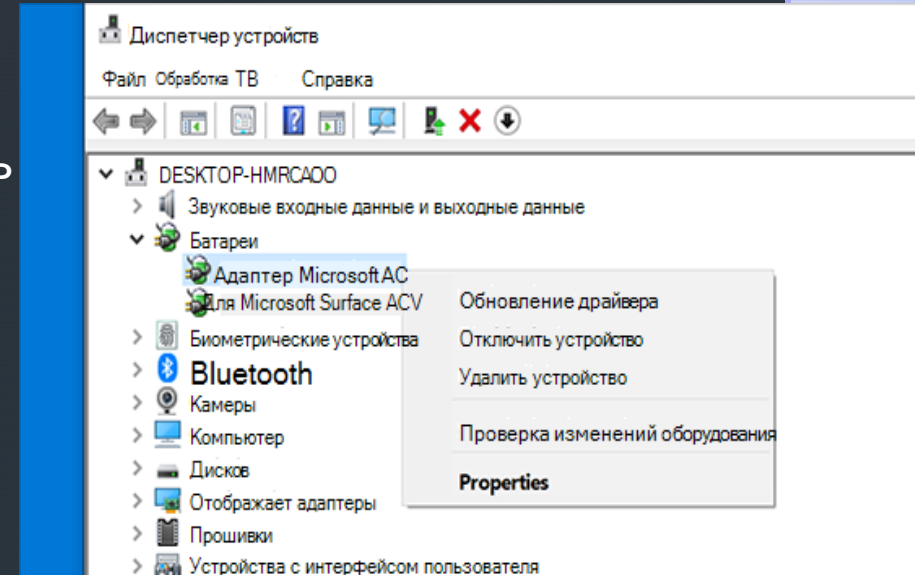 Диспетчер устройств
Файл Обработка ТВ Справка
DESKTOP-HMRCAOO
Звуковые входные данные и выходные данные
Батареи
Адаптер Microsoft AC
Для Microsoft Surface ACV
Биометрические устройства
Bluetooth
Камеры
Компьютер
Дисков
Отображает адаптеры
Прошивки
Устройства с интерфейсом пользователя
Обновление драйвера
Отключить устройство
Удалить устройство
Проверка изменений оборудования
Properties